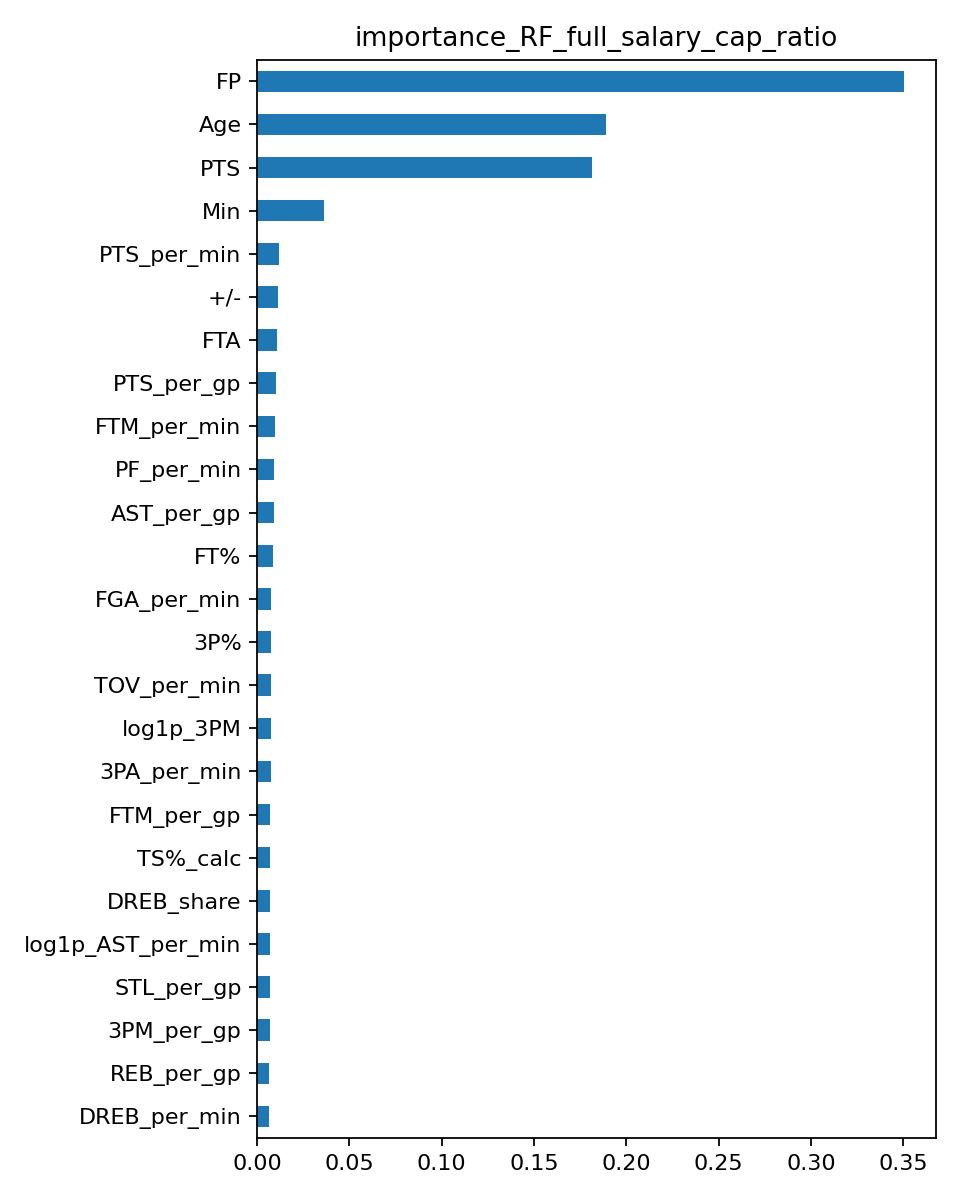 importance_RF_full_salary_cap_ratio
FP
Age
PTS
Min
PTS_per_min
+/-
FTA
PTS_per_gp
FTM_per_min
PF_per_min
AST_per_gp
FT%
FGA_per_min
3P%
TOV_per_min
log1p_3PM
3PA_per_min
FTM_per_gp
TS%_calc
DREB_share
log1p_AST_per_min
STL_per_gp
3PM_per_gp
REB_per_gp
DREB_per_min
0.00 0.05 0.10 0.15 0.20 0.25 0.30 0.35